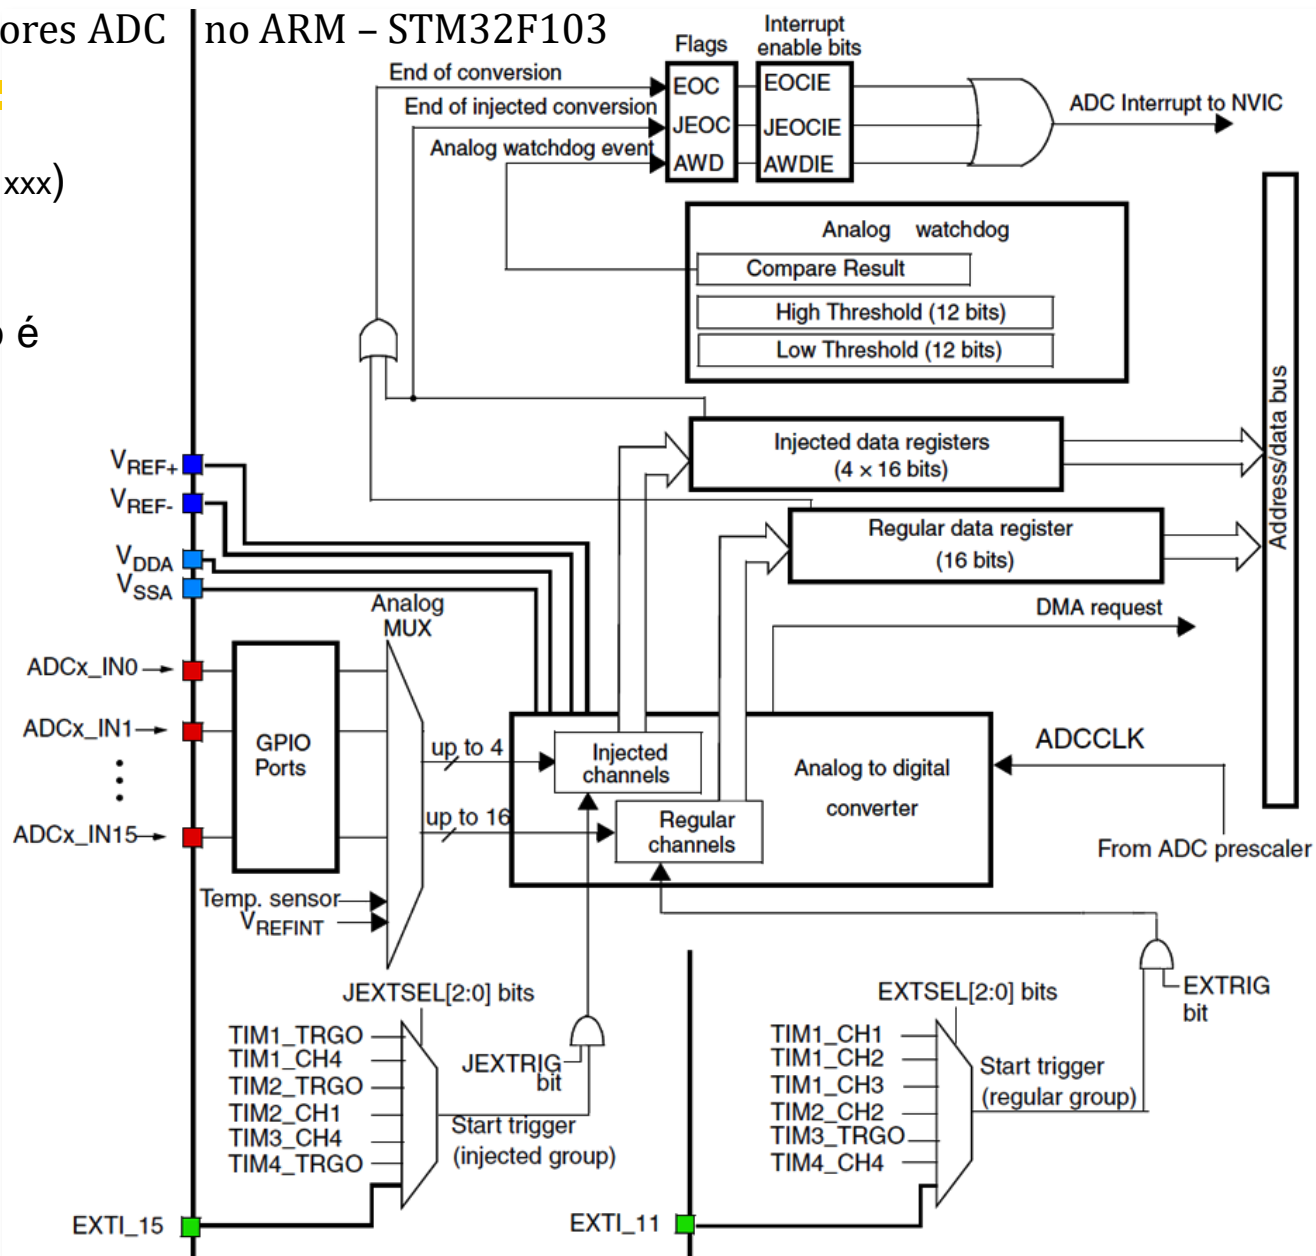 ores ADC no ARM – STM32F103
xxx)
é
Flags
Interrupt
enable bits
End of conversion
End of injected conversion
Analog watchdog event
EOC
JEOC
AWD
EOCIE
JEOCIE
AWDIE
ADC Interrupt to NVIC
Analog watchdog
Compare Result
High Threshold (12 bits)
Low Threshold (12 bits)
Address/data bus
Injected data registers
(4 × 16 bits)
Regular data register
(16 bits)
DMA request
VREF+
VREF-
VDDA
VSSA
Analog
MUX
ADCx_IN0
ADCx_IN1
ADCx_IN15
GPIO
Ports
up to 4
up to 16
Injected
channels
Regular
channels
Analog to digital
converter
ADCCLK
From ADC prescaler
Temp. sensor
VREFINT
JEXTSEL[2:0] bits
TIM1_TRGO
TIM1_CH4
TIM2_TRGO
TIM2_CH1
TIM3_CH4
TIM4_TRGO
JEXTRIG
bit
Start trigger
(injected group)
EXTI_15
EXTSEL[2:0] bits
TIM1_CH1
TIM1_CH2
TIM1_CH3
TIM2_CH2
TIM3_TRGO
TIM4_CH4
EXTRIG
bit
Start trigger
(regular group)
EXTI_11